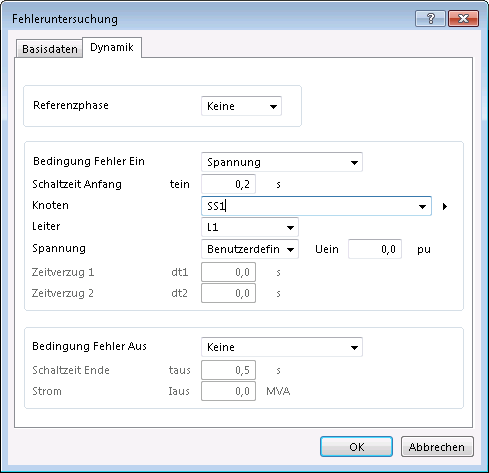 Fehleruntersuchung ?
Basisdaten Dynamik
Referenzphase Keine
Bedingung Fehler Ein Spannung
Schaltzeit Anfang tein 0,2 s
Knoten SS1
Leiter L1
Spannung Benutzerdefin Uein 0,0 pu
Zeitverzug 1 dt1 0,0 s
Zeitverzug 2 dt2 0,0 s
Bedingung Fehler Aus Keine
Schaltzeit Ende taus 0,5 s
Strom Iaus 0,0 MVA
OK Abbrechen